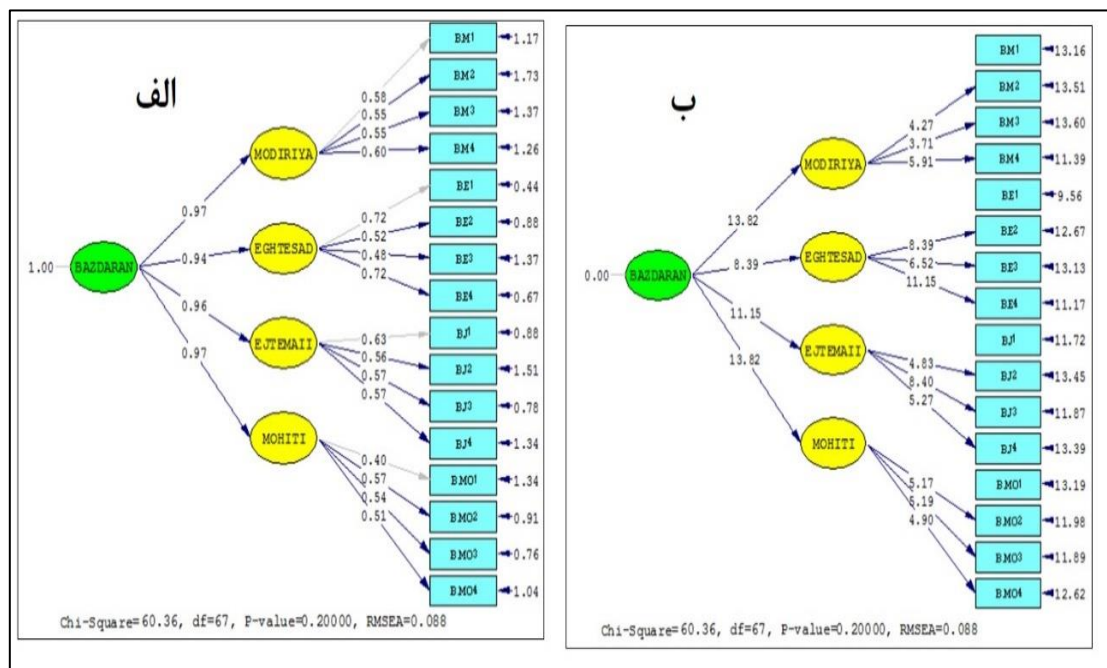 الف
BM1
1.17
BM2
1.73
BM3
1.37
BM4
1.26
BE1
0.44
BE2
0.88
BE3
1.37
BE4
0.67
BJ1
0.88
BJ2
1.51
BJ3
0.78
BJ4
1.34
BMO1
1.34
BMO2
0.91
BMO3
0.76
BMO4
1.04
0.58
0.55
0.55
0.60
0.72
0.52
0.48
0.72
0.63
0.56
0.57
0.57
0.40
0.57
0.54
0.51
MODIRIYA
EGHTESAD
EJTEMAII
MOHITI
0.97
0.94
0.96
0.97
1.00
BAZDARAN
Chi-Square=60.36, df=67, P-value=0.20000, RMSEA=0.088
ب
BM1
13.16
BM2
13.51
BM3
13.60
BM4
11.39
BE1
9.56
BE2
12.67
BE3
13.13
BE4
11.17
BJ1
11.72
BJ2
13.45
BJ3
11.87
BJ4
13.39
BMO1
13.19
BMO2
11.98
BMO3
11.89
BMO4
12.62
4.27
3.71
5.91
8.39
6.52
11.15
4.83
8.40
5.27
5.17
5.19
4.90
MODIRIYA
EGHTESAD
EJTEMAII
MOHITI
13.82
8.39
11.15
13.82
0.00
BAZDARAN
Chi-Square=60.36, df=67, P-value=0.20000, RMSEA=0.088